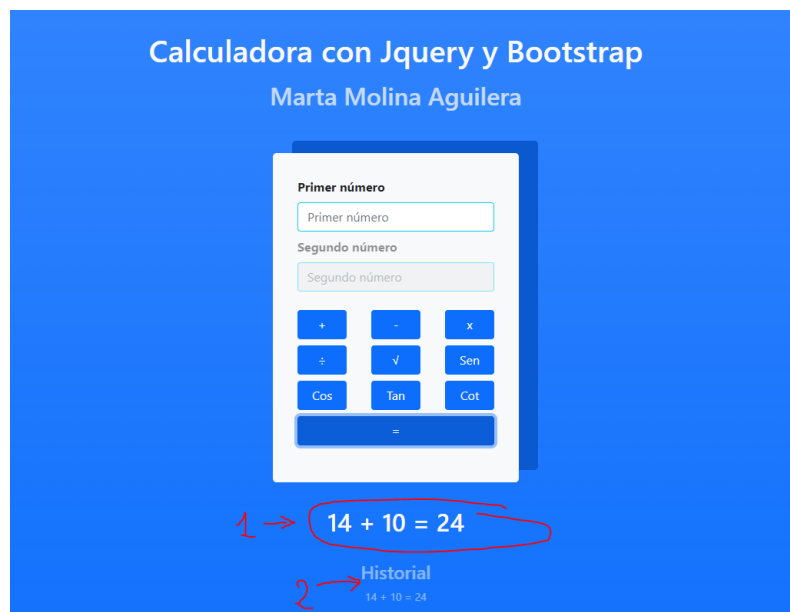 Calculadora con Jquery y Bootstrap
Marta Molina Aguilera
Primer número
Primer número
Segundo número
Segundo número
+ - x
÷ √ Sen
Cos Tan Cot
=
1 → 14 + 10 = 24
2 → Historial
14 + 10 = 24